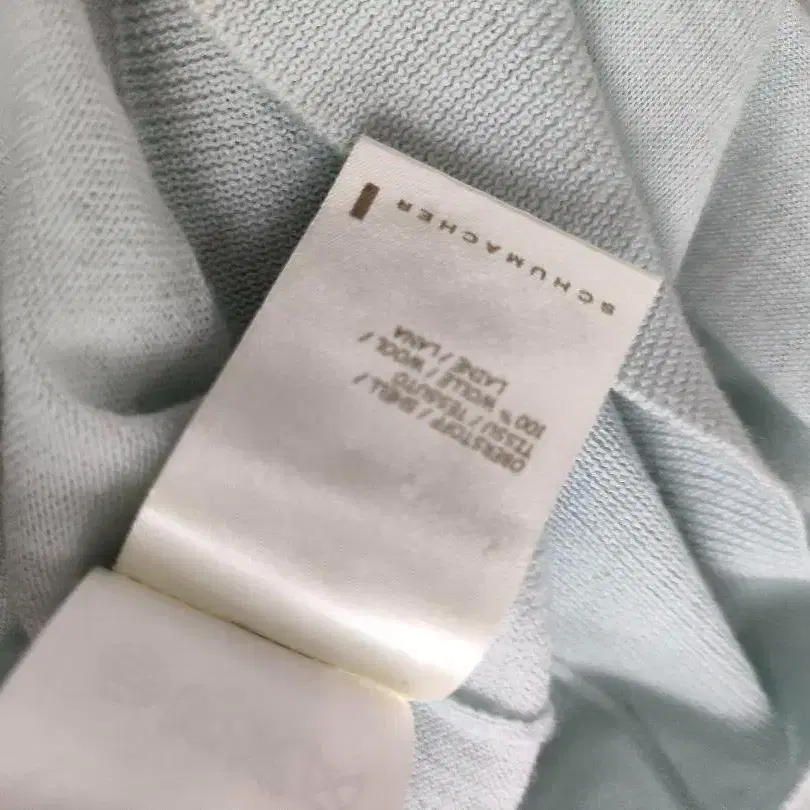 SCHUMACHER
OBERSTOFF / SHELL /
TISSU / TESSUTO
100 % WOLLE / WOOL /
LAINE / LANA